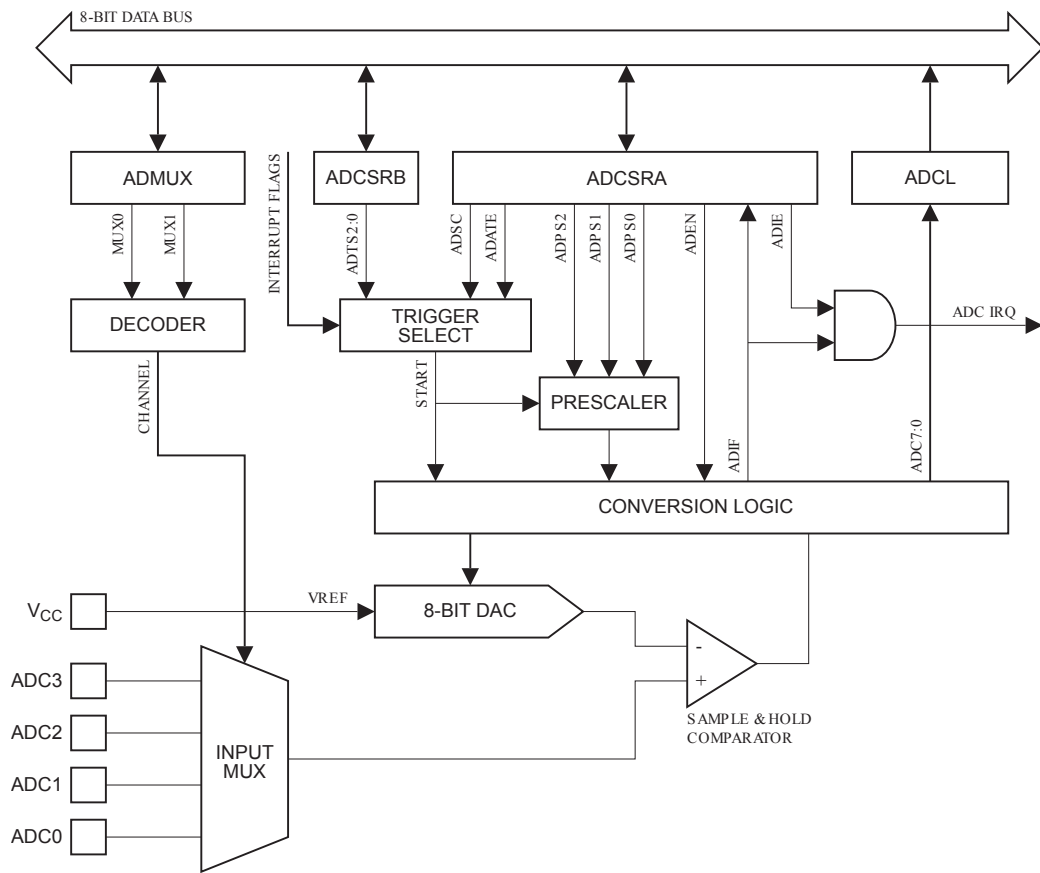 8-BIT DATA BUS
ADMUX
ADCSRB
ADCSRA
ADCL
INTERRUPT FLAGS
MUX0
MUX1
ADTS2:0
ADSC
ADATE
ADPS2
ADPS1
ADPS0
ADEN
ADIE
DECODER
TRIGGER
SELECT
ADC IRQ
CHANNEL
START
PRESCALER
ADIF
ADC7:0
CONVERSION LOGIC
VCC
VREF
8-BIT DAC
-
+
SAMPLE & HOLD
COMPARATOR
ADC3
ADC2
ADC1
ADC0
INPUT
MUX